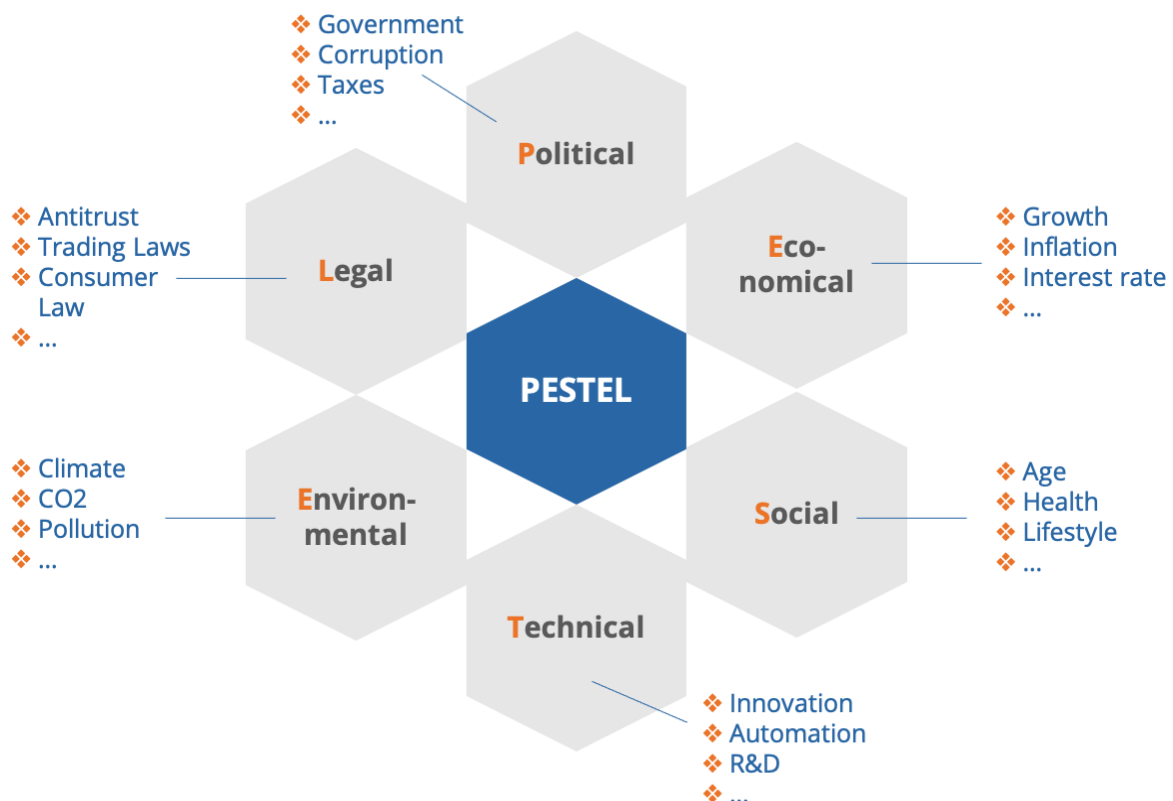 ❖ Government
❖ Corruption
❖ Taxes
❖ ...
Political
❖ Antitrust
❖ Trading Laws
❖ Consumer
Law
❖ ...
Legal
Eco-
nomical
❖ Growth
❖ Inflation
❖ Interest rate
❖ ...
PESTEL
❖ Climate
❖ CO2
❖ Pollution
❖ ...
Environ-
mental
Social
❖ Age
❖ Health
❖ Lifestyle
❖ ...
Technical
❖ Innovation
❖ Automation
❖ R&D
❖ ...